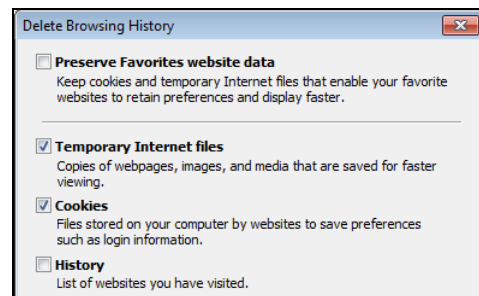 Delete Browsing History
Preserve Favorites website data
Keep cookies and temporary Internet files that enable your favorite
websites to retain preferences and display faster.
Temporary Internet files
Copies of webpages, images, and media that are saved for faster
viewing.
Cookies
Files stored on your computer by websites to save preferences
such as login information.
History
List of websites you have visited.